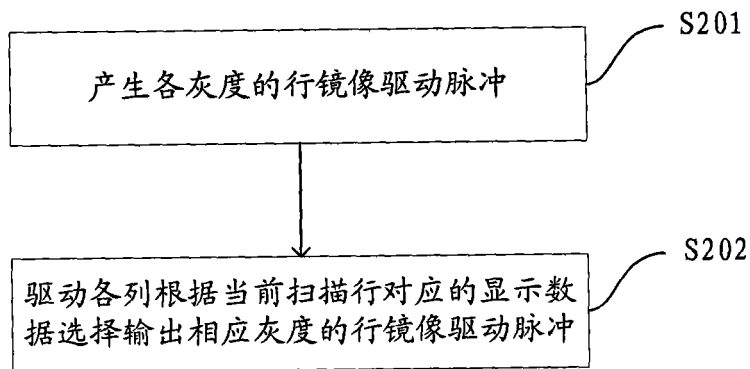 S201
产生各灰度的行镜像驱动脉冲
S202
驱动各列根据当前扫描行对应的显示数
据选择输出相应灰度的行镜像驱动脉冲